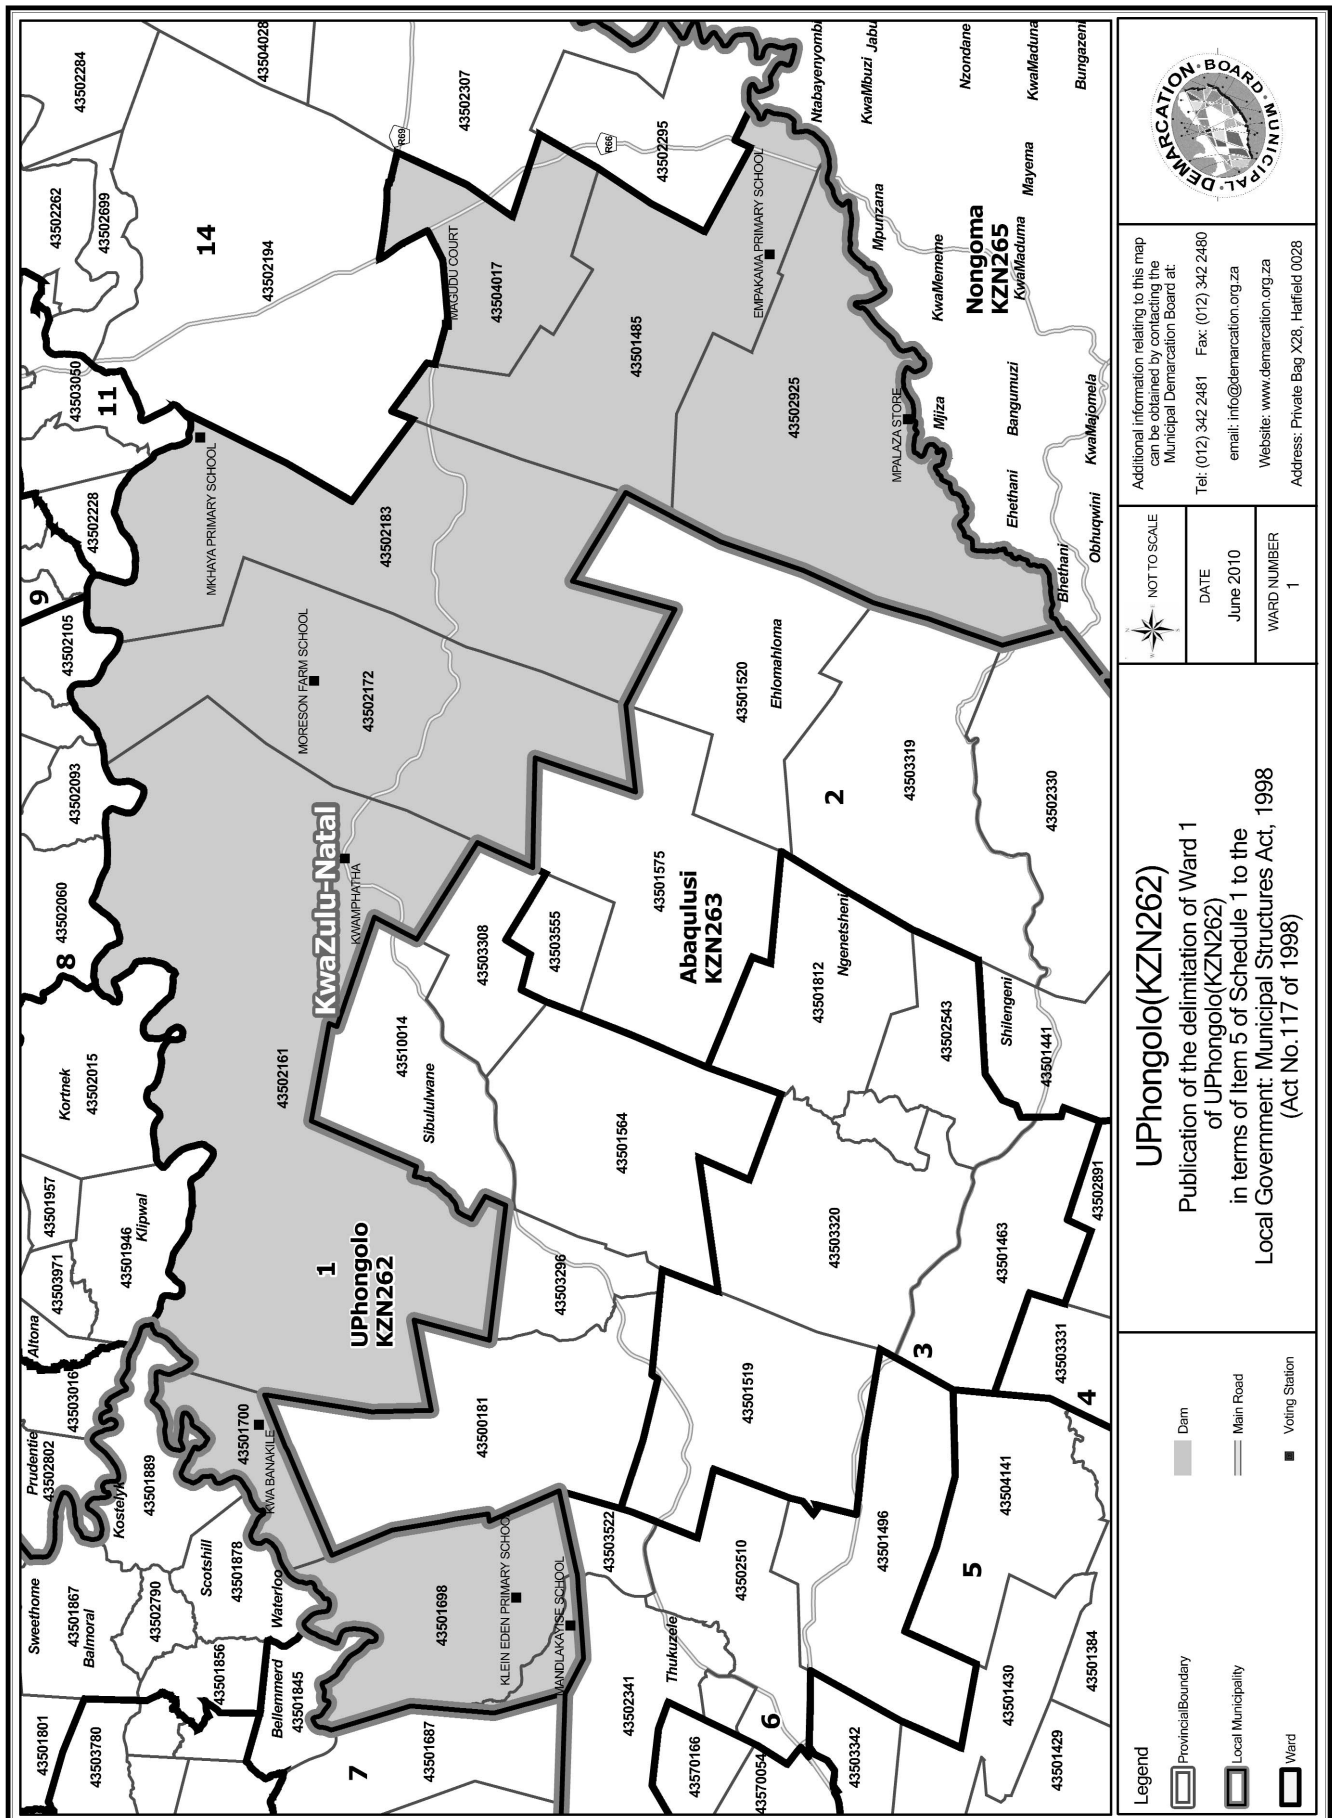 43502284
43504028
43502262
43502699
14
43502194
R69
43502307
R66
43502295
43503050
11
MAGUDU COURT
43504017
43501485
EMPAKAMA PRIMARY SCHOOL
Ntabayenyombi
KwaMbuzi
Jabu
Nzondane
KwaMaduna
Bungazeni
Mpunzana
Mayema
KwaMememe
Nongoma
KZN265
KwaMaduma
43502228
MKHAYA PRIMARY SCHOOL
43502183
43502925
MPALAZA STORE
Mjiza
Bangumuzi
KwaMajomela
Ehethani
Obhuqwini
Bhethani
9
43502105
MORESON FARM SCHOOL
43502172
43501520
Ehlomahloma
43502093
43503319
2
43502330
43502060
8
KwaZulu-Natal
KWAMPHATHA
43503308
43503555
43501575
Abaqulusi
KZN263
43501812
Ngenetsheni
43502543
Shilengeni
43501441
Kortnek
43502015
43502161
43510014
Sibululwane
43501564
43501957
43503971
43501946
Klipwal
1
UPhongolo
KZN262
43503296
43503320
43501463
43502891
Altona
43503016
Prudentie
43502802
Kostelyk
43501889
43501700
KWA BANAKILE
43500181
43501519
3
43503331
4
Sweethome
43501867
Balmoral
43502790
Scotshill
43501878
Waterloo
43501856
Bellemmerd
43501845
43501698
KLEIN EDEN PRIMARY SCHOO
MANDLAKAYISE SCHOOL
43503522
43502510
43501496
43504141
5
43501801
43503780
7
43501687
43502341
Thukuzele
43570166
6
43570054
43503342
43501430
43501384
43501429
Legend
ProvincialBoundary
Local Municipality
Ward
Dam
Main Road
Voting Station
UPhongolo(KZN262)
Publication of the delimitation of Ward 1
of UPhongolo(KZN262)
in terms of Item 5 of Schedule 1 to the
Local Government: Municipal Structures Act, 1998
(Act No.117 of 1998)
NOT TO SCALE
DATE
June 2010
WARD NUMBER
1
Additional information relating to this map
can be obtained by contacting the
Municipal Demarcation Board at:
Tel: (012) 342 2481 Fax: (012) 342 2480
email: info@demarcation.org.za
Website: www.demarcation.org.za
Address: Private Bag X28, Hatfield 0028
DEMARCATION BOARD MUNICIPAL